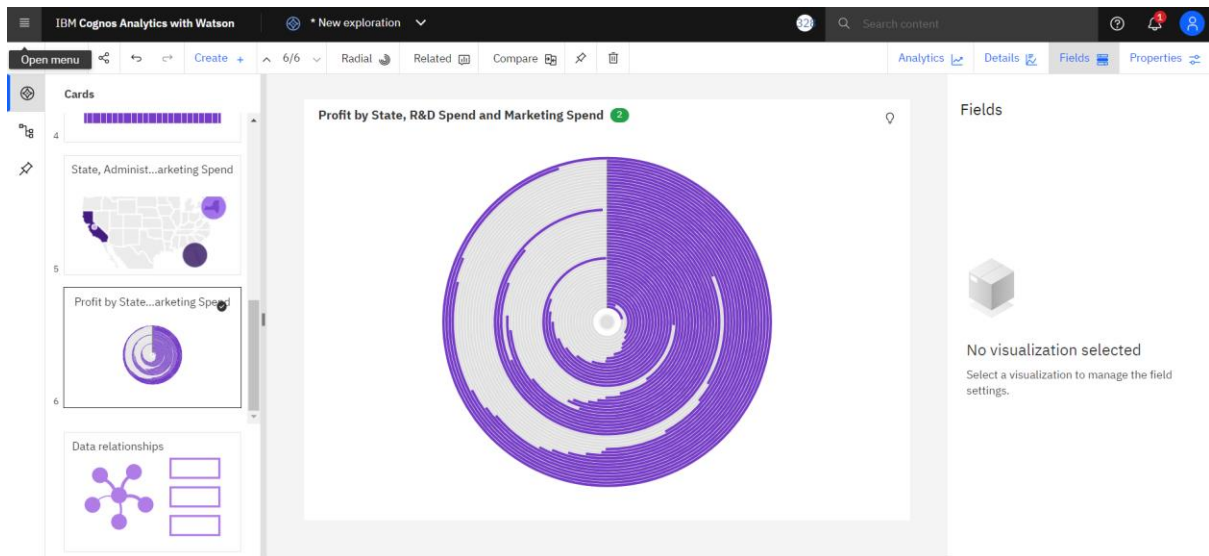 IBM Cognos Analytics with Watson
* New exploration
Search content
Open menu
Create +
6/6
Radial
Related
Compare
Analytics
Details
Fields
Properties
Cards
4
State, Administ...arketing Spend
5
Profit by State...arketing Spend
6
Data relationships
Profit by State, R&D Spend and Marketing Spend 2
Fields
No visualization selected
Select a visualization to manage the field
settings.